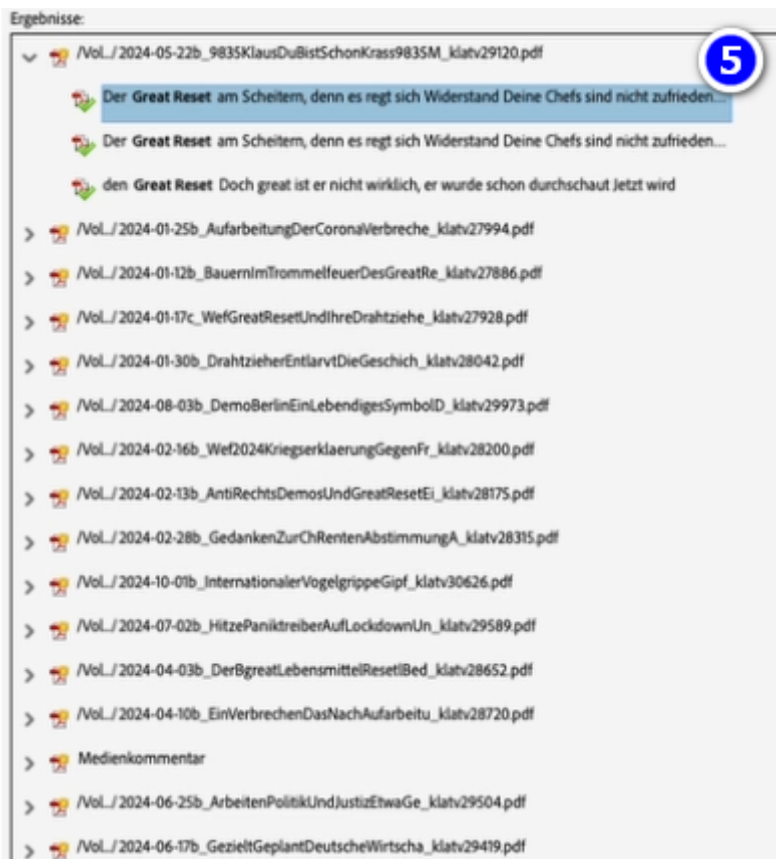 Ergebnisse:
/Vol../2024-05-22b_9835KlausDuBistSchonKrass9835M_klatv29120.pdf
5
Der Great Reset am Scheitern, denn es regt sich Widerstand Deine Chefs sind nicht zufrieden...
Der Great Reset am Scheitern, denn es regt sich Widerstand Deine Chefs sind nicht zufrieden...
den Great Reset Doch great ist er nicht wirklich, er wurde schon durchschaut Jetzt wird
/Vol../2024-01-25b_AufarbeitungDerCoronaVerbreche_klatv27994.pdf
/Vol../2024-01-12b_BauernImTrommelfeuerDesGreatRe_klatv27886.pdf
/Vol../2024-01-17c_WefGreatResetUndIhreDrahtziehe_klatv27928.pdf
/Vol../2024-01-30b_DrahtzieherEntlarvtDieGeschich_klatv28042.pdf
/Vol../2024-08-03b_DemoBerlinEinLebendigesSymbolD_klatv29973.pdf
/Vol../2024-02-16b_Wef2024KriegserklaerungGegenFr_klatv28200.pdf
/Vol../2024-02-13b_AntiRechtsDemosUndGreatResetEi_klatv28175.pdf
/Vol../2024-02-28b_GedankenZurChRentenAbstimmungA_klatv28315.pdf
/Vol../2024-10-01b_InternationalerVogelgrippeGipf_klatv30626.pdf
/Vol../2024-07-02b_HitzePaniktreiberAufLockdownUn_klatv29589.pdf
/Vol../2024-04-03b_DerBgreatLebensmittelResetlBed_klatv28652.pdf
/Vol../2024-04-10b_EinVerbrechenDasNachAufarbeitu_klatv28720.pdf
Medienkommentar
/Vol../2024-06-25b_ArbeitenPolitikUndJustizEtwaGe_klatv29504.pdf
/Vol../2024-06-17b_GezieltGeplantDeutscheWirtscha_klatv29419.pdf